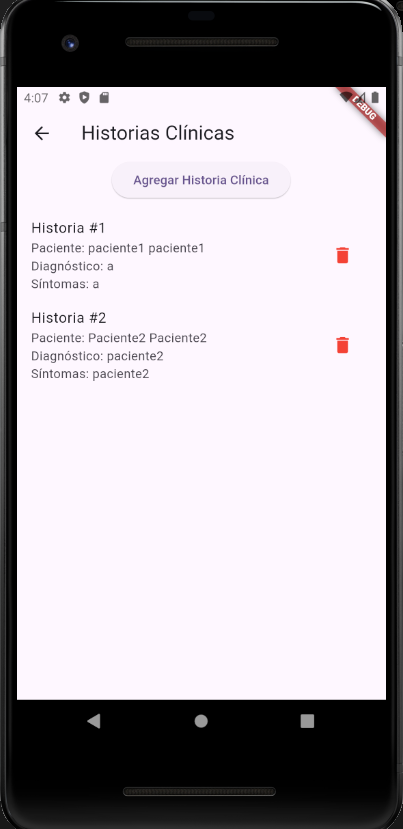 4:07
DEBUG
Historias Clínicas
Agregar Historia Clínica
Historia #1
Paciente: paciente1 paciente1
Diagnóstico: a
Síntomas: a
Historia #2
Paciente: Paciente2 Paciente2
Diagnóstico: paciente2
Síntomas: paciente2